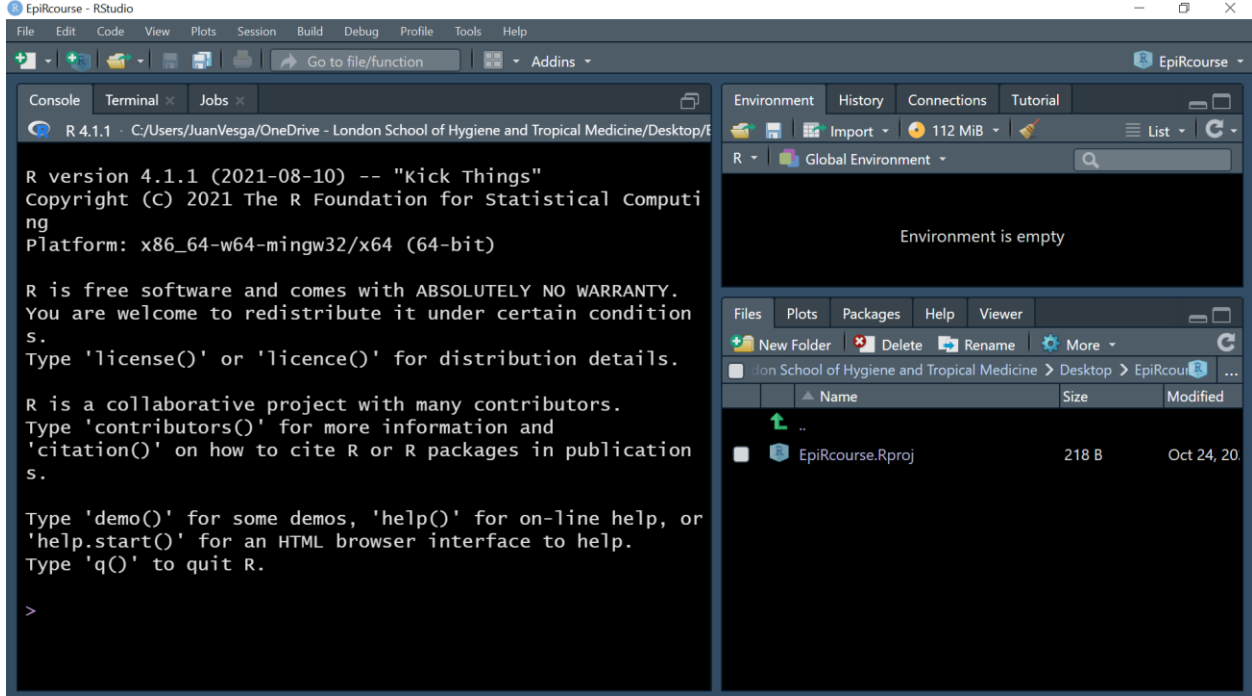 EpiRcourse - RStudio
File Edit Code View Plots Session Build Debug Profile Tools Help
Go to file/function Addins EpiRcourse
Console Terminal Jobs
R 4.1.1 · C:/Users/JuanVesga/OneDrive - London School of Hygiene and Tropical Medicine/Desktop/E
R version 4.1.1 (2021-08-10) -- "Kick Things"
Copyright (C) 2021 The R Foundation for Statistical Computi
ng
Platform: x86_64-w64-mingw32/x64 (64-bit)
R is free software and comes with ABSOLUTELY NO WARRANTY.
You are welcome to redistribute it under certain condition
s.
Type 'license()' or 'licence()' for distribution details.
R is a collaborative project with many contributors.
Type 'contributors()' for more information and
'citation()' on how to cite R or R packages in publication
s.
Type 'demo()' for some demos, 'help()' for on-line help, or
'help.start()' for an HTML browser interface to help.
Type 'q()' to quit R.
>
Environment History Connections Tutorial
Import 112 MiB List
R Global Environment
Environment is empty
Files Plots Packages Help Viewer
New Folder Delete Rename More
don School of Hygiene and Tropical Medicine > Desktop > EpiRcour ...
Name Size Modified
..
EpiRcourse.Rproj 218 B Oct 24, 20